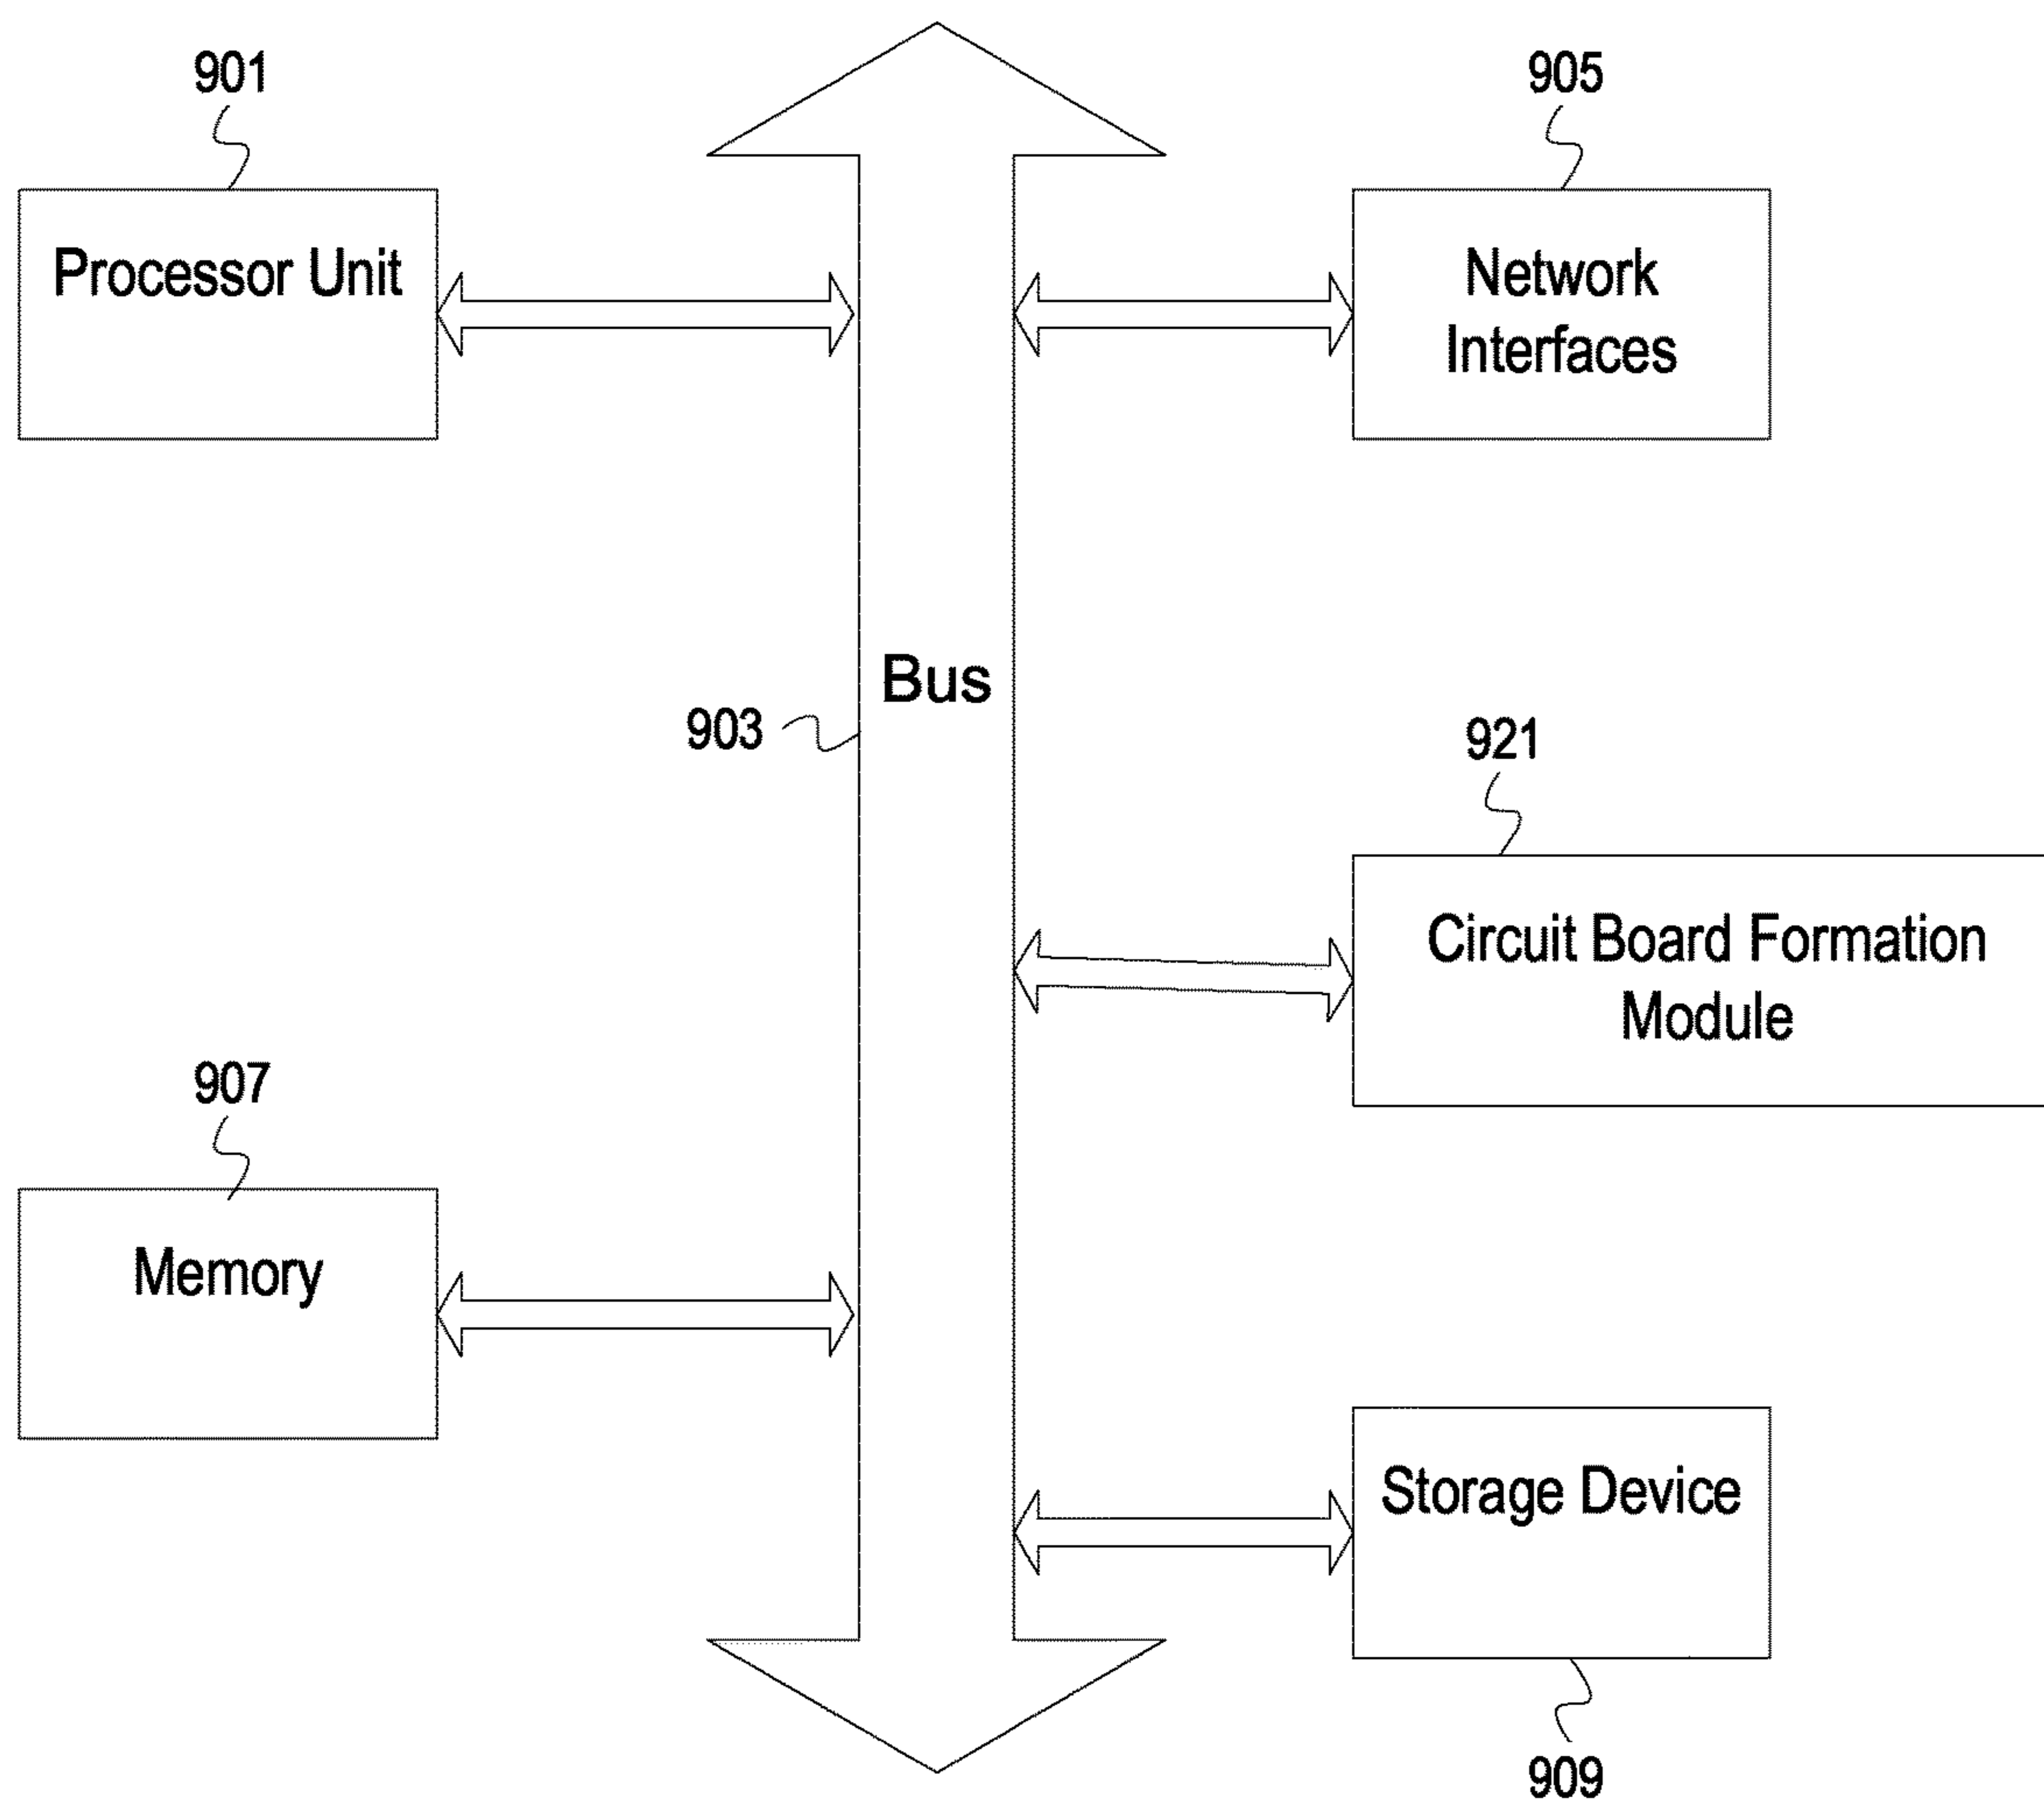 901
905
Processor Unit
Network
Interfaces
Bus
903
921
Circuit Board Formation
Module
907
Memory
Storage Device
909